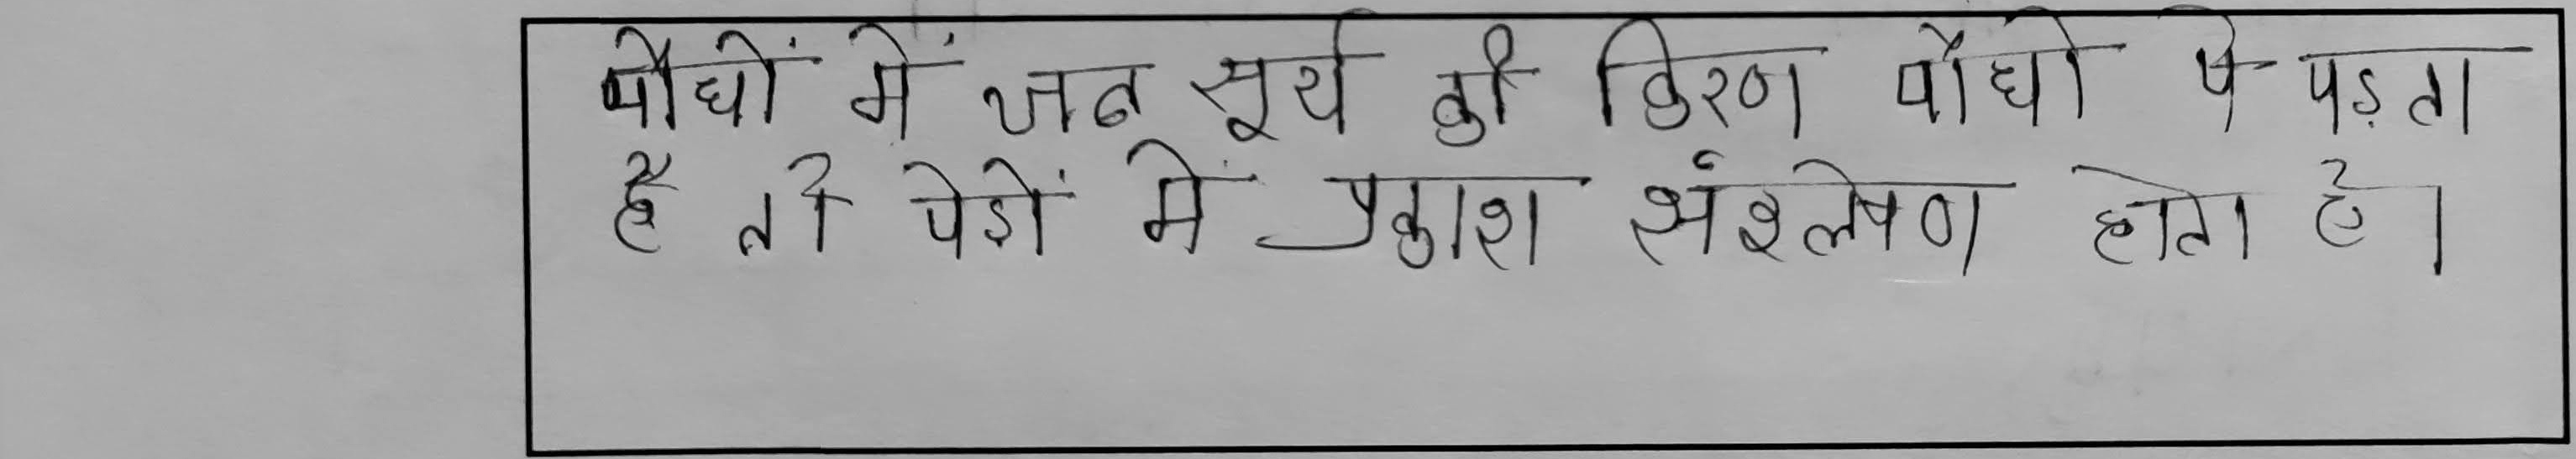 पौधों में जब सूर्य की किरण पौधो पे पड़ता
है तो पेडों में प्रकाश संश्लेषण होता है।